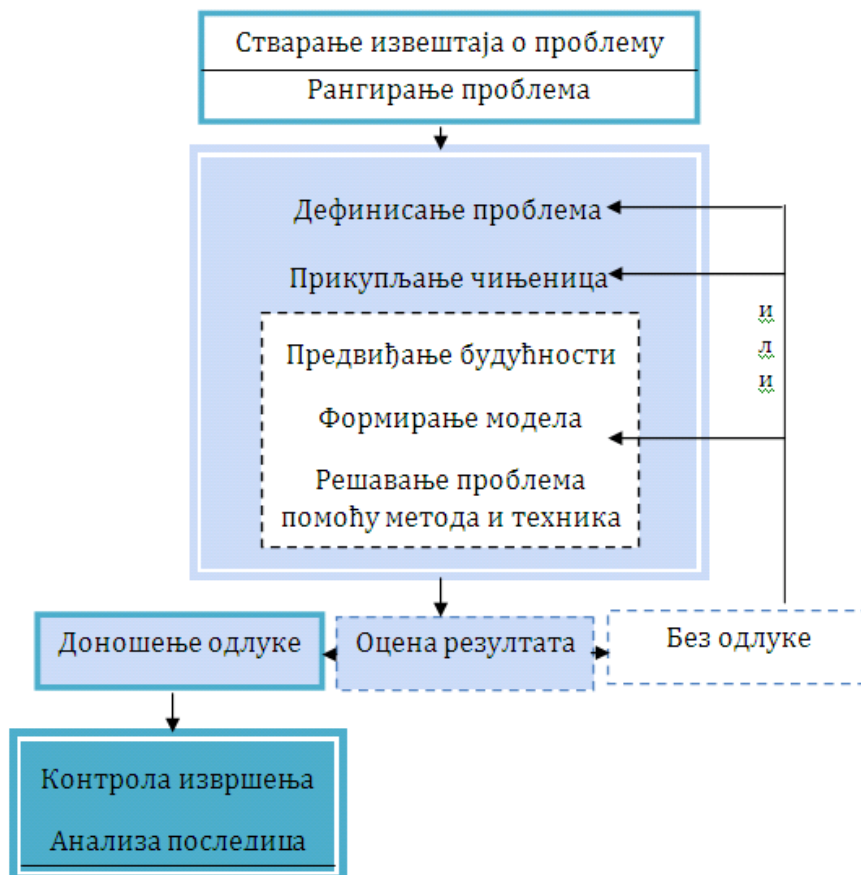 Стварање извештаја о проблему
Рангирање проблема
Дефинисање проблема
Прикупљање чињеница
и
л
и
Предвиђање будућности
Формирање модела
Решавање проблема
помоћу метода и техника
Доношење одлуке
Оцена резултата
Без одлуке
Контрола извршења
Анализа последица